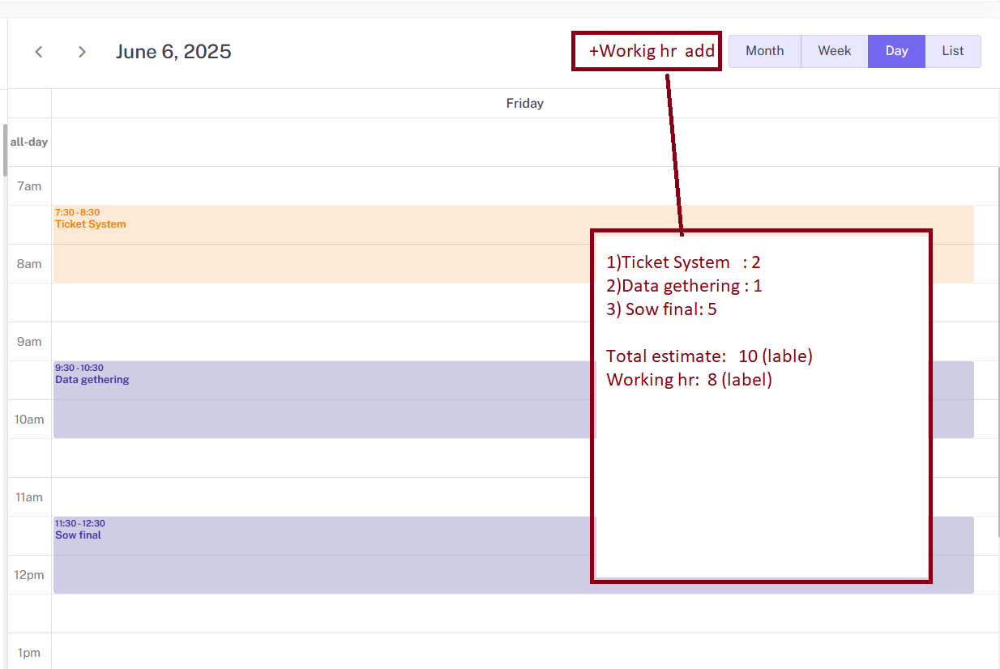 June 6, 2025
+Workig hr add
Month Week Day List
Friday
all-day
7am
7:30 - 8:30
Ticket System
8am
9am
9:30 - 10:30
Data gethering
10am
11am
11:30 - 12:30
Sow final
12pm
1pm
1)Ticket System : 2
2)Data gethering : 1
3) Sow final: 5
Total estimate: 10 (lable)
Working hr: 8 (label)